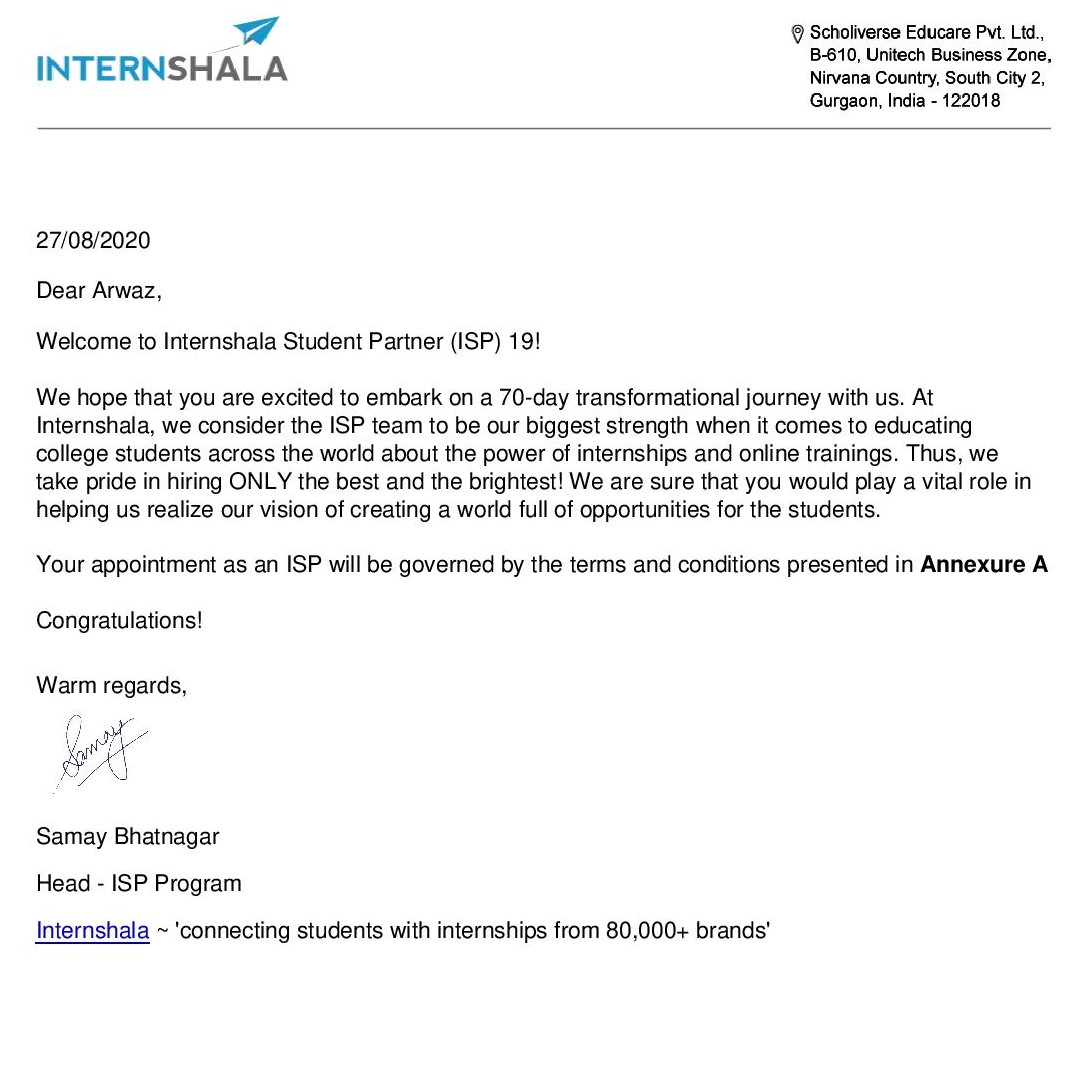 INTERNSHALA
Scholiverse Educare Pvt. Ltd.,
B-610, Unitech Business Zone,
Nirvana Country, South City 2,
Gurgaon, India - 122018
27/08/2020
Dear Arwaz,
Welcome to Internshala Student Partner (ISP) 19!
We hope that you are excited to embark on a 70-day transformational journey with us. At
Internshala, we consider the ISP team to be our biggest strength when it comes to educating
college students across the world about the power of internships and online trainings. Thus, we
take pride in hiring ONLY the best and the brightest! We are sure that you would play a vital role in
helping us realize our vision of creating a world full of opportunities for the students.
Your appointment as an ISP will be governed by the terms and conditions presented in Annexure A
Congratulations!
Warm regards,
Samay
Samay Bhatnagar
Head - ISP Program
Internshala ~ 'connecting students with internships from 80,000+ brands'